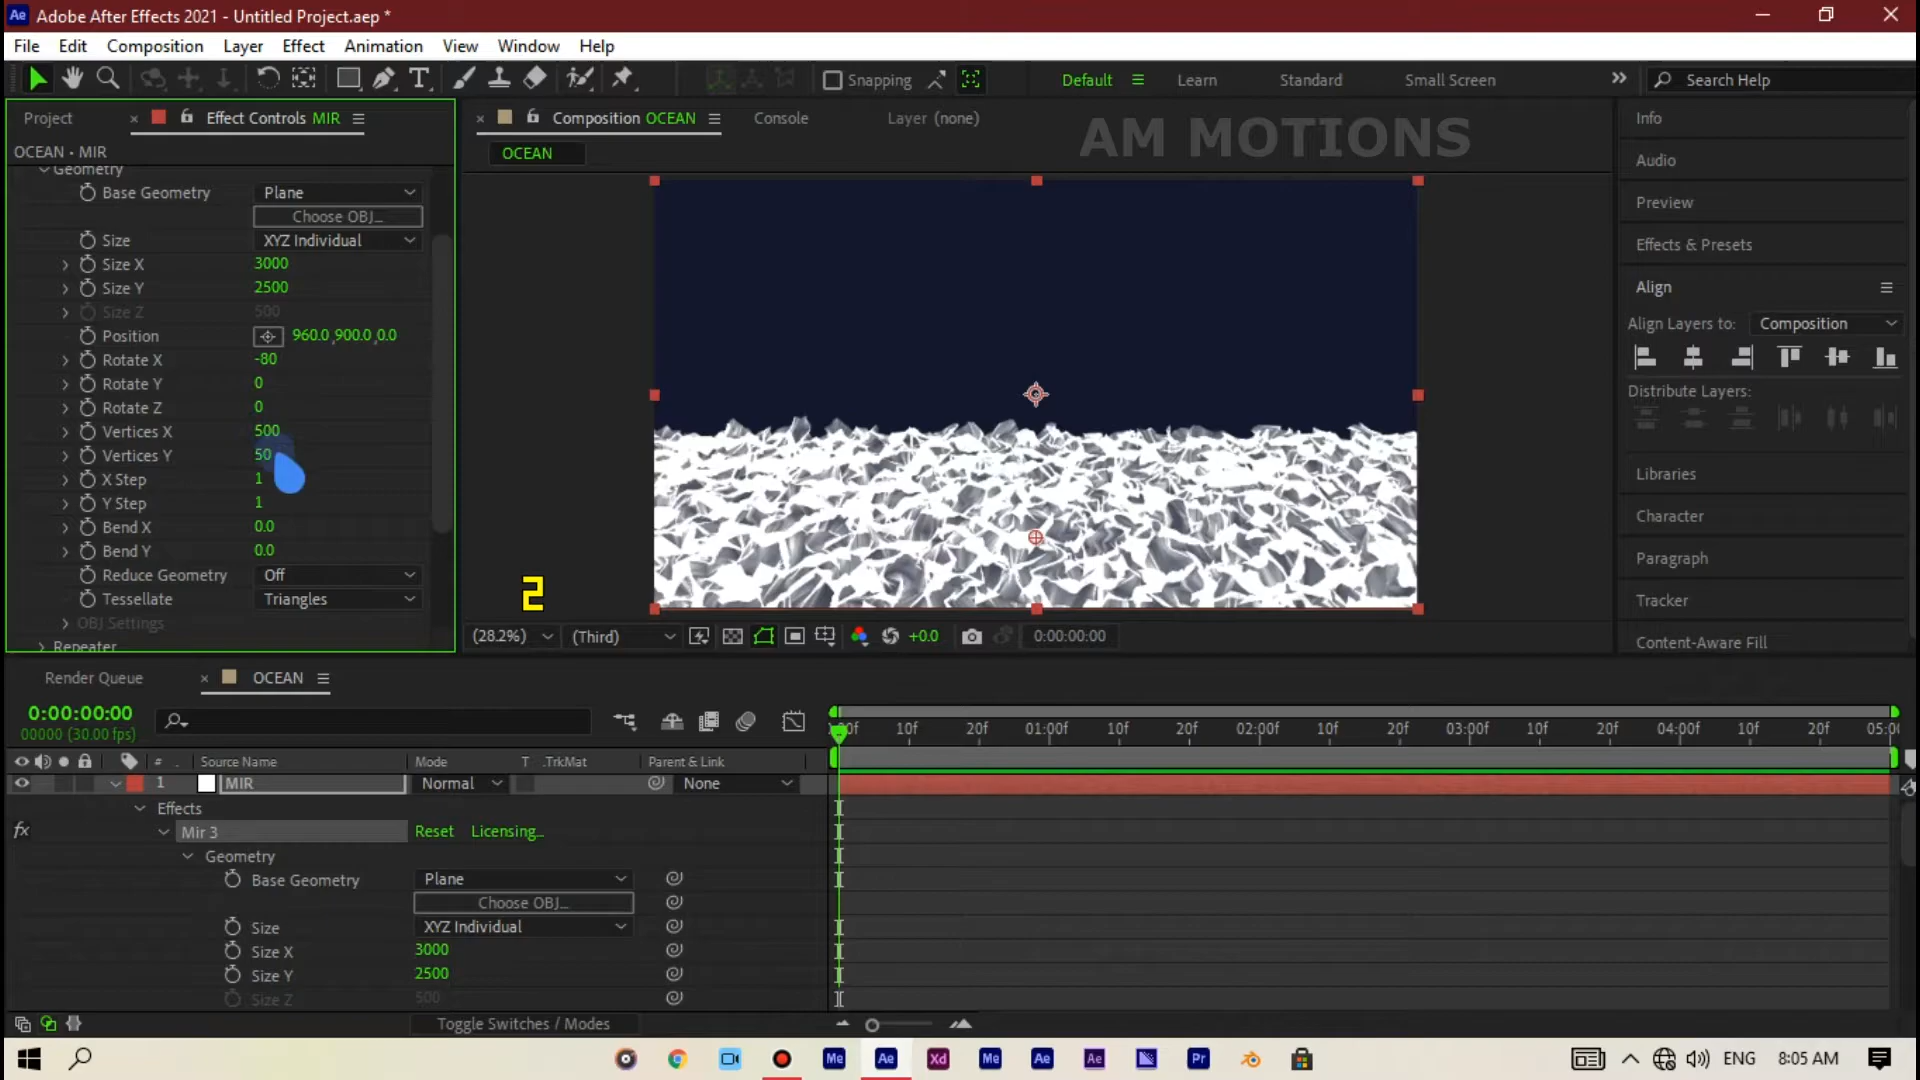 Adobe After Effects 2021 - Untitled Project.aep *
File Edit Composition Layer Effect Animation View Window Help
Snapping Default Learn Standard Small Screen Search Help
Project Effect Controls MIR
Composition OCEAN Console Layer (none)
AM MOTIONS
OCEAN • MIR
OCEAN
Geometry
Base Geometry Plane
Choose OBJ...
Size XYZ Individual
Size X 3000
Size Y 2500
Size Z 500
Position 960.0,900.0,0.0
Rotate X -80
Rotate Y 0
Rotate Z 0
Vertices X 500
Vertices Y 50
X Step 1
Y Step 1
Bend X 0.0
Bend Y 0.0
Reduce Geometry Off
Tessellate Triangles
OBJ Settings
Repeater
2
(28.2%) (Third) +0.0 0:00:00:00
Info
Audio
Preview
Effects & Presets
Align
Align Layers to: Composition
Distribute Layers:
Libraries
Character
Paragraph
Tracker
Content-Aware Fill
Render Queue OCEAN
0:00:00:00
00000 (30.00 fps)
10f 20f 01:00f 10f 20f 02:00f 10f 20f 03:00f 10f 20f 04:00f 10f 20f
# Source Name Mode T .TrkMat Parent & Link
1 MIR Normal None
Effects
fx Mir 3 Reset Licensing...
Geometry
Base Geometry Plane
Choose OBJ...
Size XYZ Individual
Size X 3000
Size Y 2500
Size Z 500
Toggle Switches / Modes
Me Ae Xd Me Ae Ae Pr ENG 8:05 AM